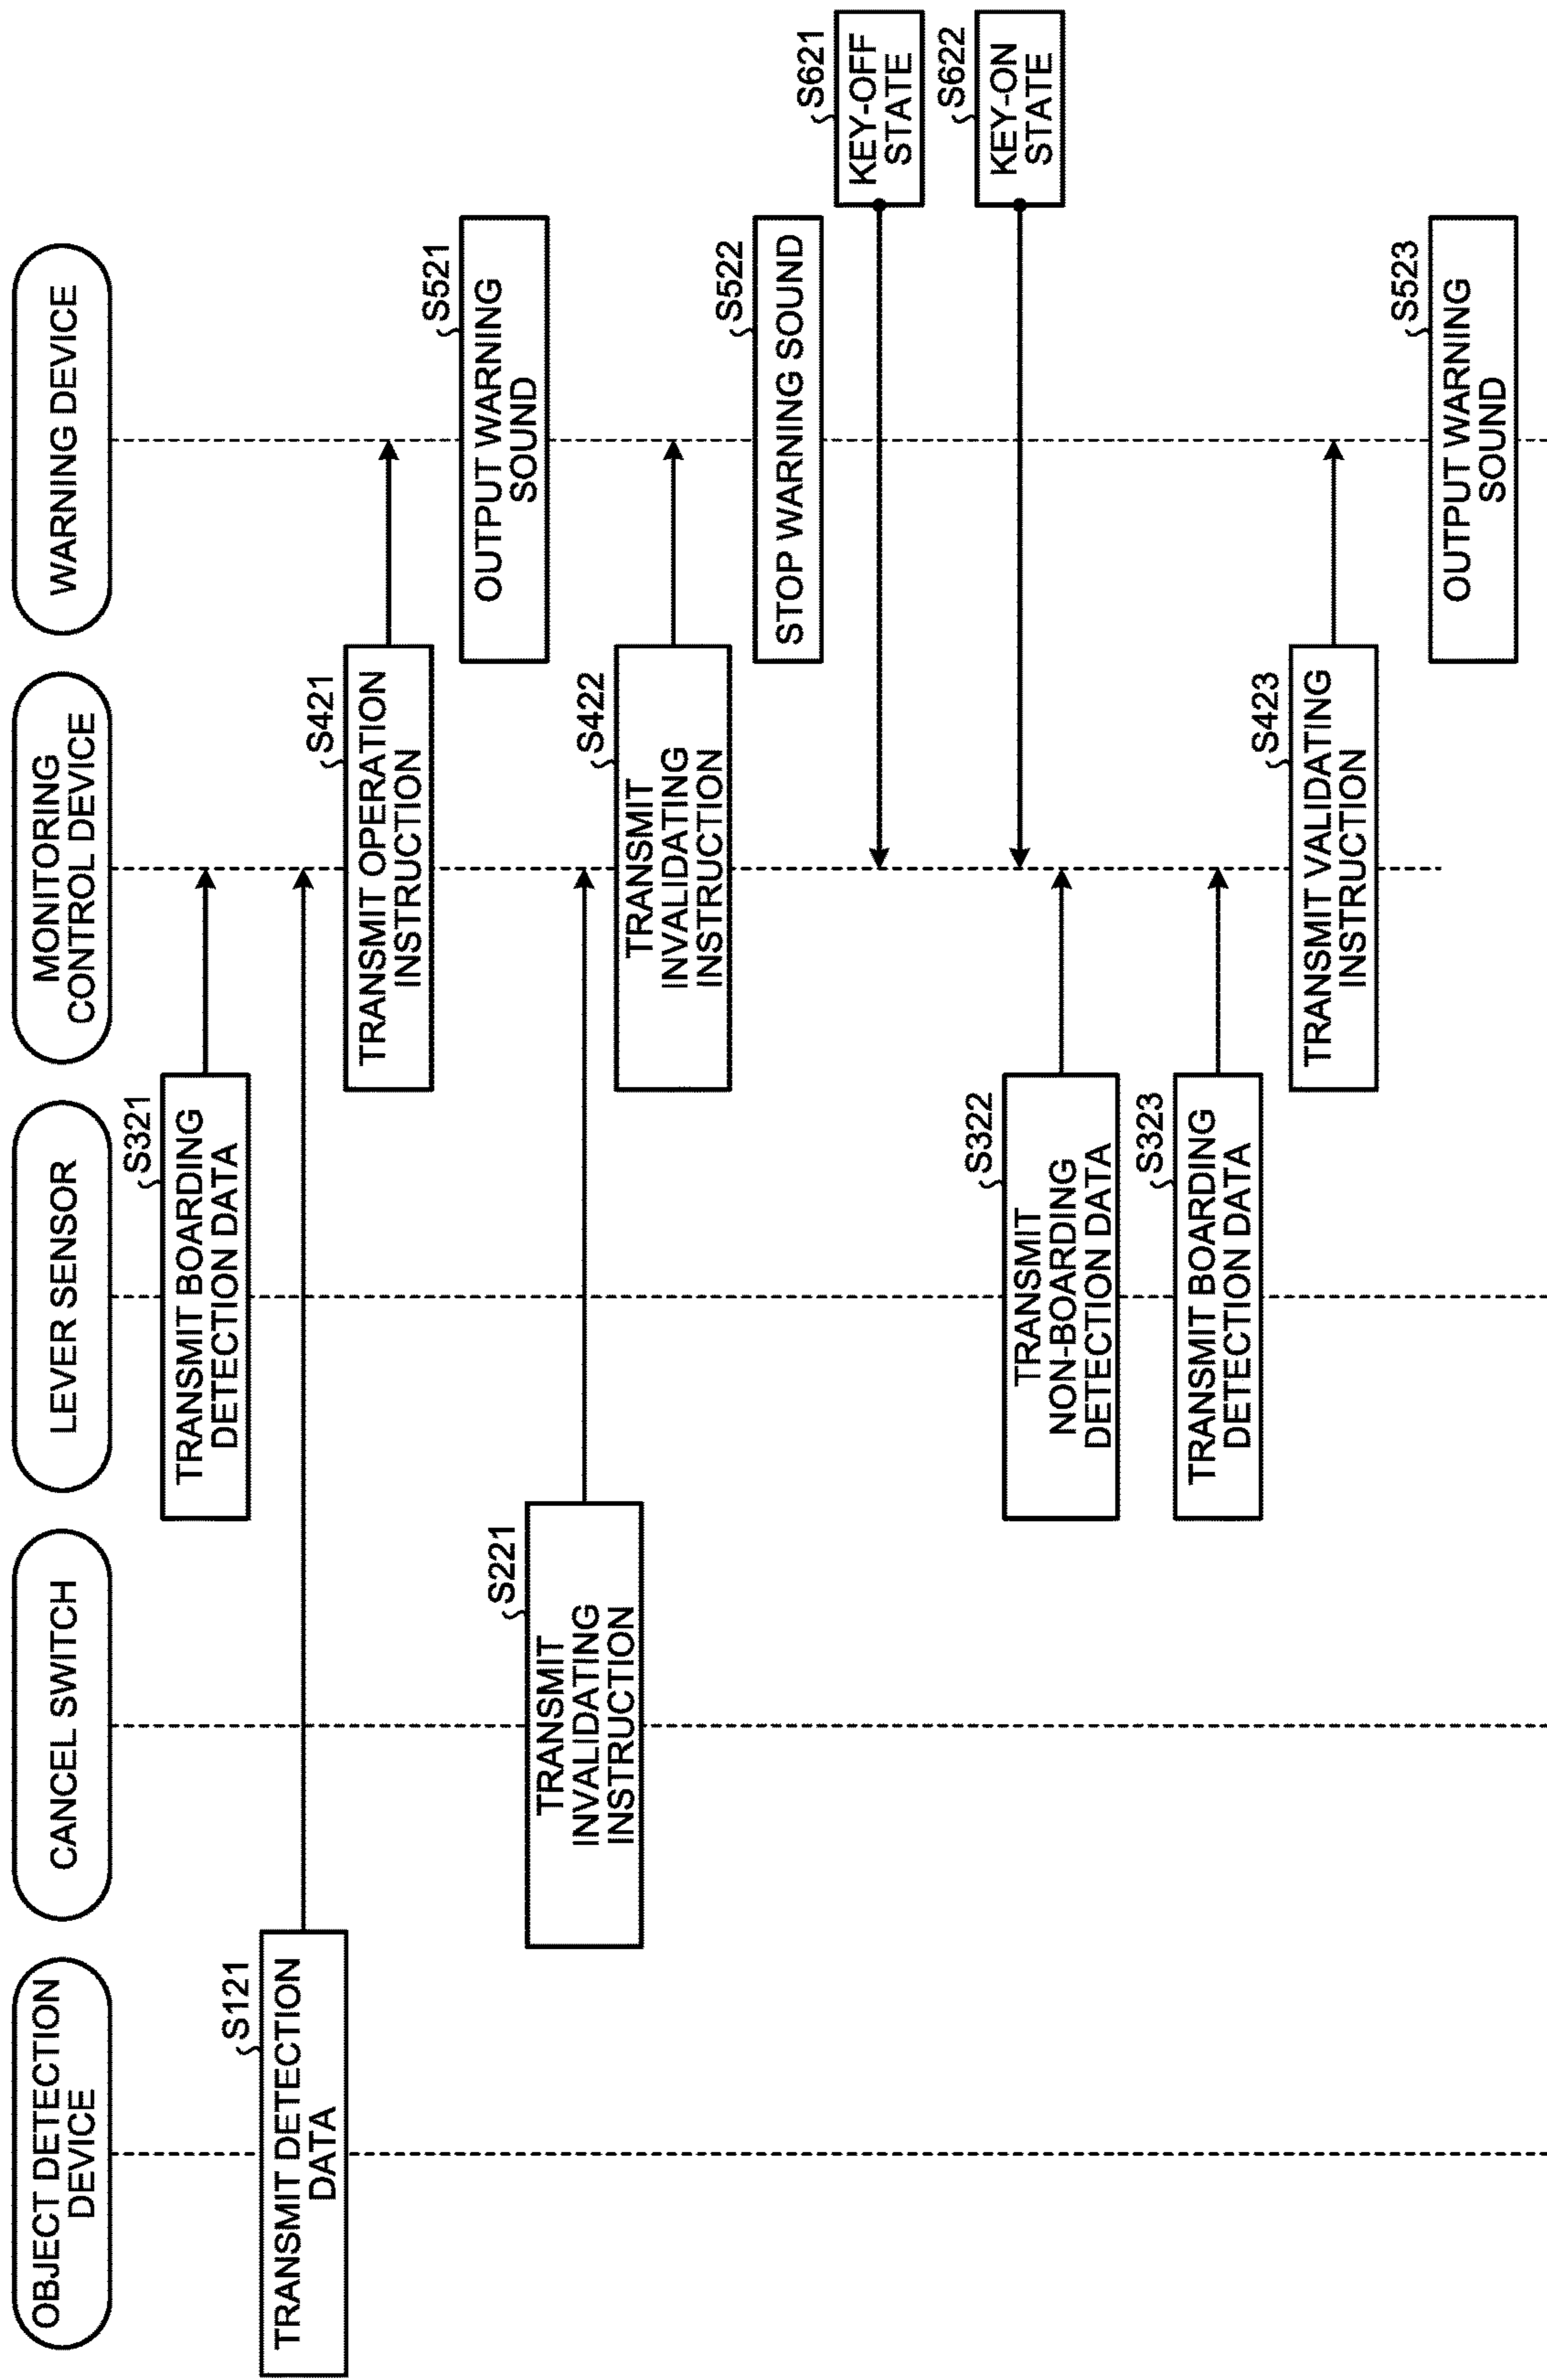 OBJECT DETECTION
DEVICE
CANCEL SWITCH
LEVER SENSOR
MONITORING
CONTROL DEVICE
WARNING DEVICE
S321
TRANSMIT BOARDING
DETECTION DATA
S121
TRANSMIT DETECTION
DATA
S421
TRANSMIT OPERATION
INSTRUCTION
S521
OUTPUT WARNING
SOUND
S221
TRANSMIT
INVALIDATING
INSTRUCTION
S422
TRANSMIT
INVALIDATING
INSTRUCTION
S522
STOP WARNING SOUND
S621
KEY-OFF
STATE
S622
KEY-ON
STATE
S322
TRANSMIT
NON-BOARDING
DETECTION DATA
S323
TRANSMIT BOARDING
DETECTION DATA
S423
TRANSMIT VALIDATING
INSTRUCTION
S523
OUTPUT WARNING
SOUND